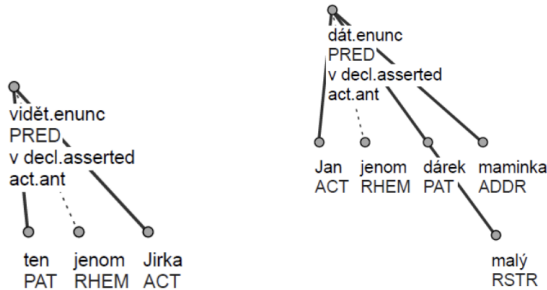 vidět.enunc
PRED
v decl.asserted
act.ant
ten jenom Jirka
PAT RHEM ACT
dát.enunc
PRED
v decl.asserted
act.ant
Jan jenom dárek maminka
ACT RHEM PAT ADDR
malý
RSTR